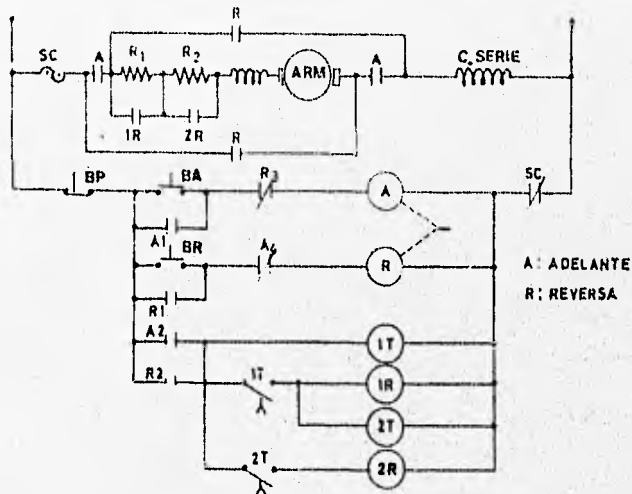 R
SC A R1 R2 ARM A C. SERIE
1R 2R
R
BP BA R3 A SC
A1
BR A4 R
A: ADELANTE
R: REVERSA
R1
A2 1T
R2 1T 1R
2T
2T 2R